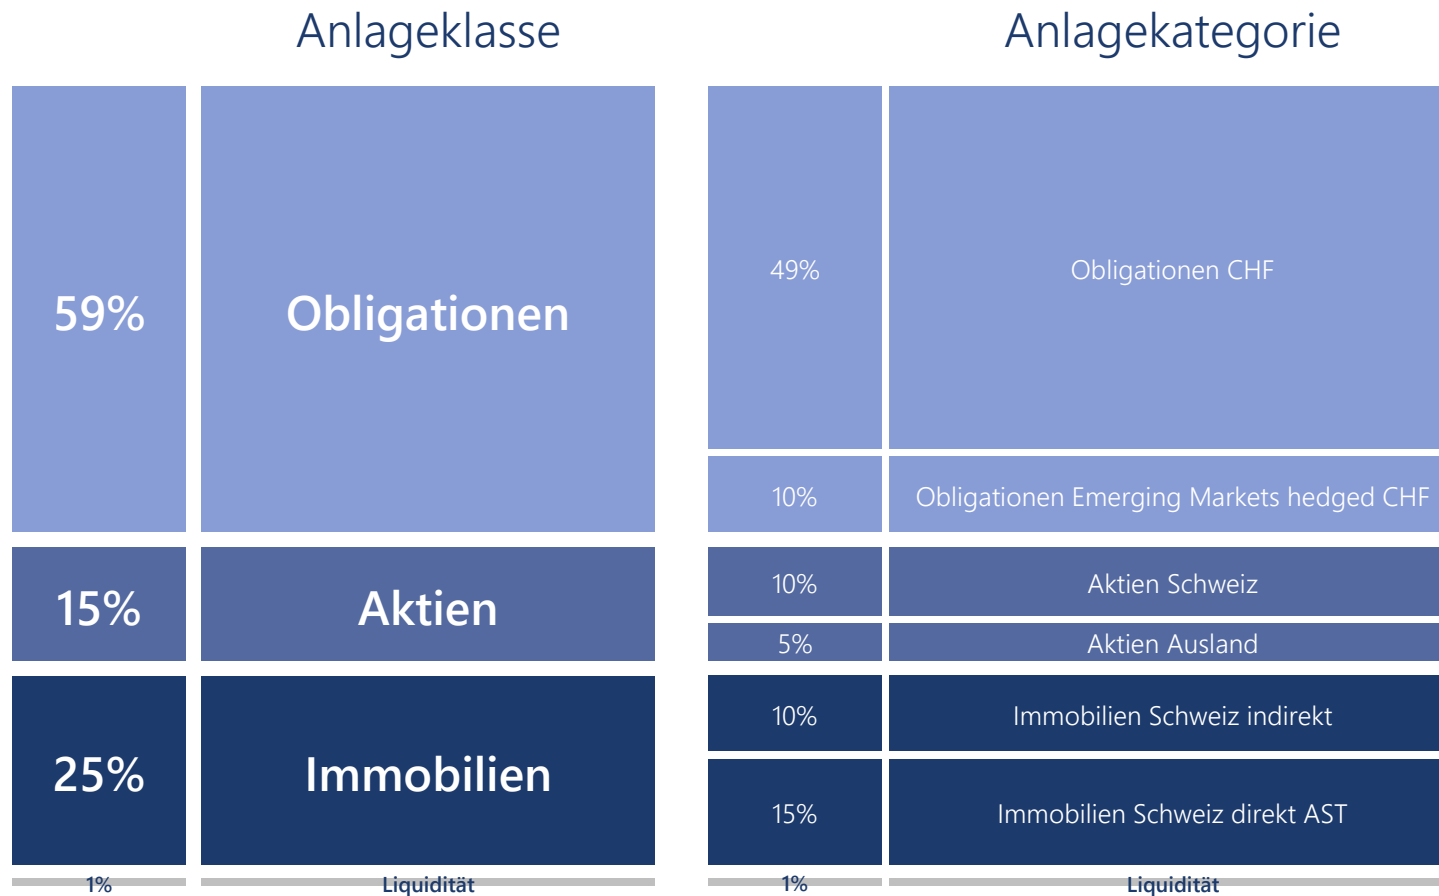 Anlageklasse
59% Obligationen
15% Aktien
25% Immobilien
1% Liquidität
Anlagekategorie
49% Obligationen CHF
10% Obligationen Emerging Markets hedged CHF
10% Aktien Schweiz
5% Aktien Ausland
10% Immobilien Schweiz indirekt
15% Immobilien Schweiz direkt AST
1% Liquidität